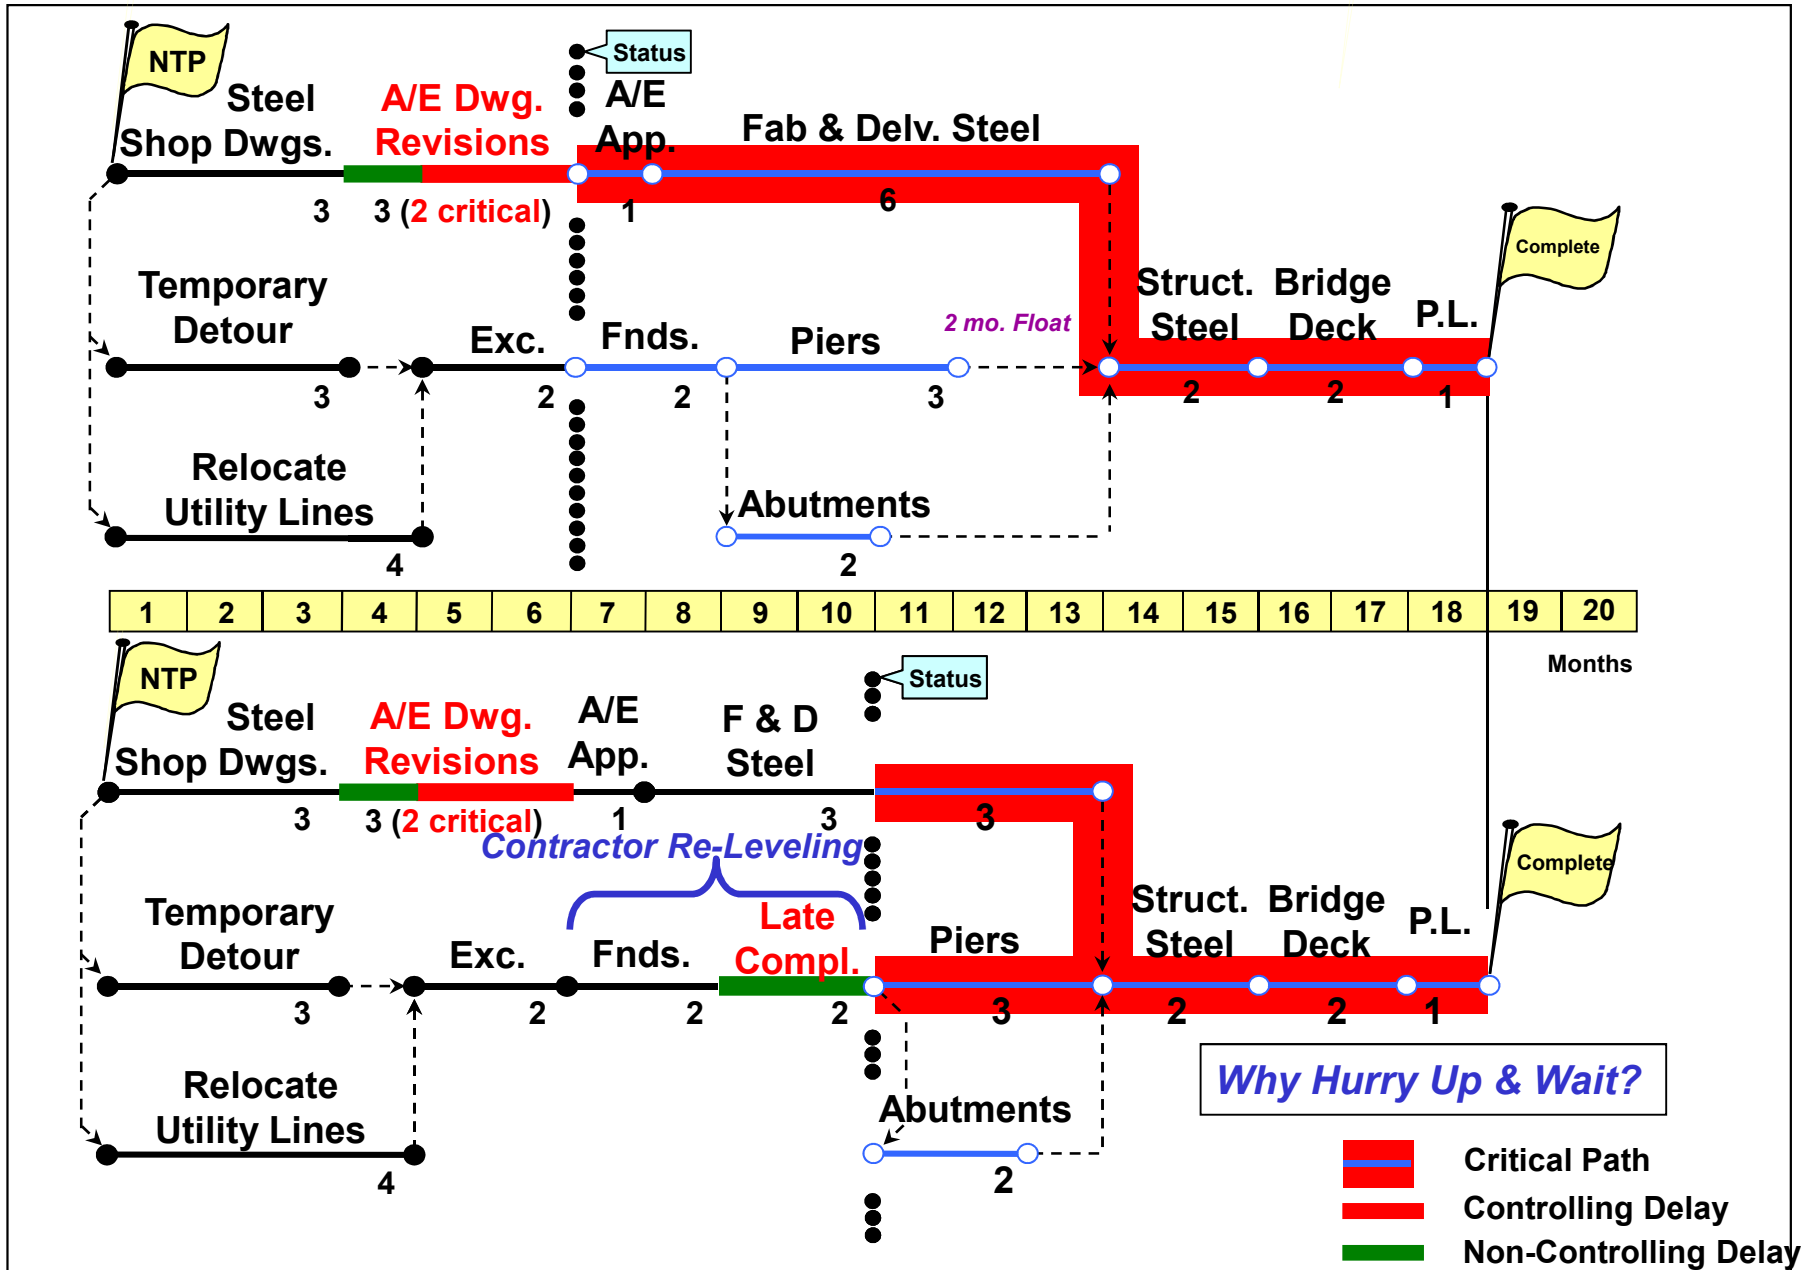 NTP
Status
Steel
Shop Dwgs.
A/E Dwg.
Revisions
A/E
App.
Fab & Delv. Steel
3
3 (2 critical)
1
6
Complete
Temporary
Detour
Exc.
Fnds.
Piers
2 mo. Float
Struct.
Steel
Bridge
Deck
P.L.
3
2
2
3
2
2
1
Relocate
Utility Lines
Abutments
4
2
1 2 3 4 5 6 7 8 9 10 11 12 13 14 15 16 17 18 19 20
Months
NTP
Status
Steel
Shop Dwgs.
A/E Dwg.
Revisions
A/E
App.
F & D
Steel
3
3 (2 critical)
1
3
3
Contractor Re-Leveling
Complete
Temporary
Detour
Exc.
Fnds.
Late
Compl.
Piers
Struct.
Steel
Bridge
Deck
P.L.
3
2
2
2
3
2
2
1
Relocate
Utility Lines
Abutments
4
2
Why Hurry Up & Wait?
Critical Path
Controlling Delay
Non-Controlling Delay